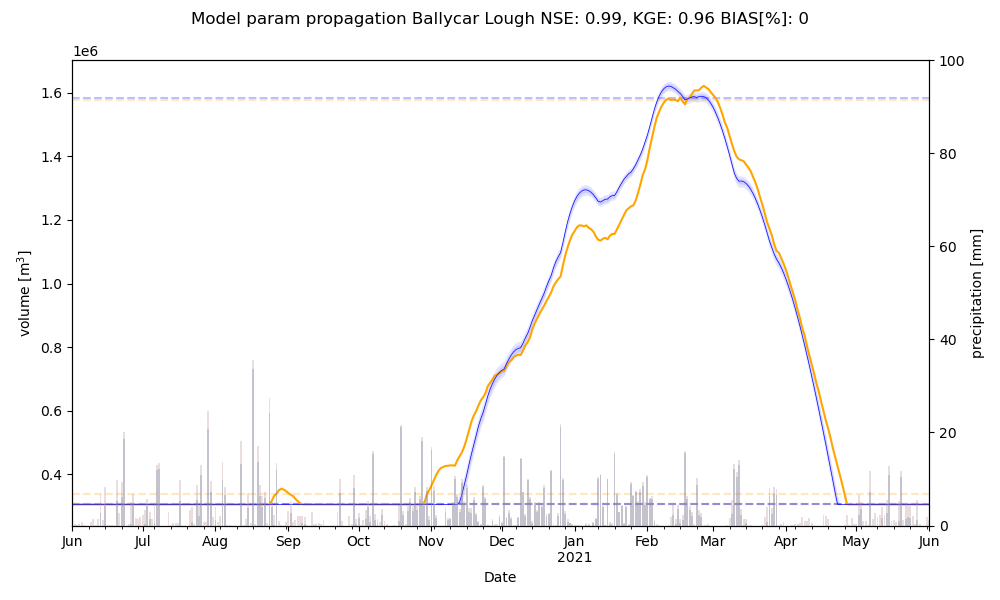 Model param propagation Ballycar Lough NSE: 0.99, KGE: 0.96 BIAS[%]: 0
1e6
1.6
1.4
1.2
1.0
0.8
0.6
0.4
volume [m³]
100
80
60
40
20
0
precipitation [mm]
Jun Jul Aug Sep Oct Nov Dec Jan Feb Mar Apr May Jun
2021
Date